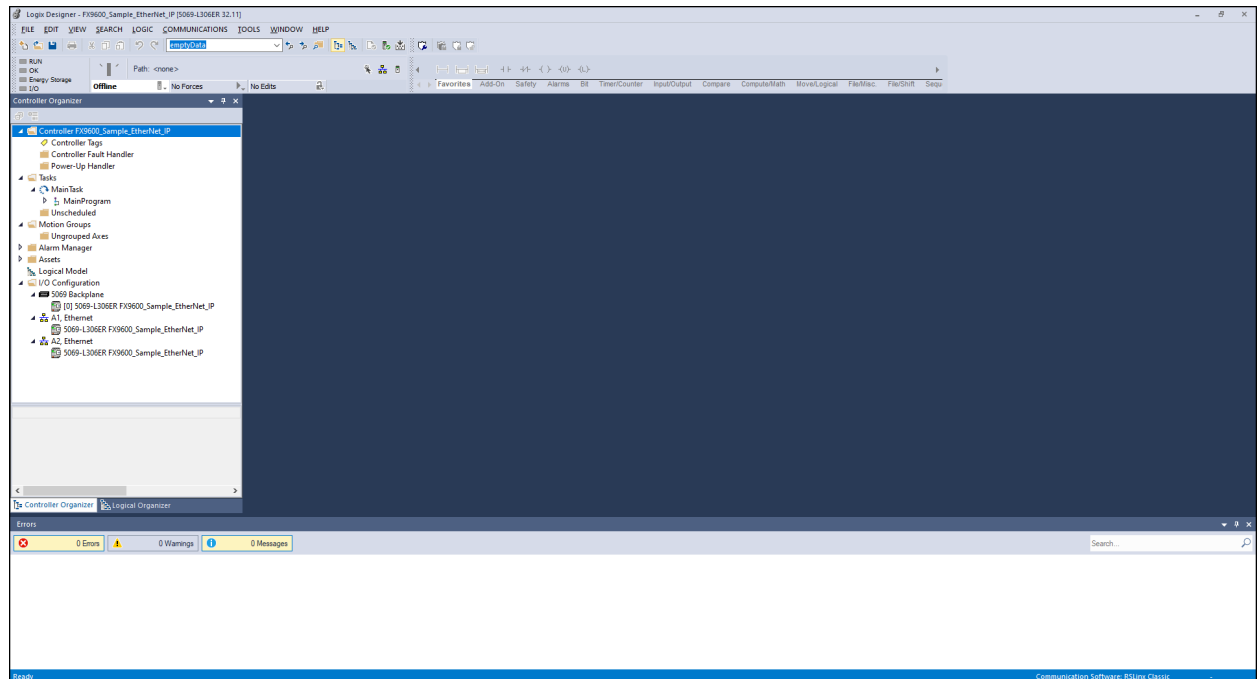 Logix Designer - FX9600_Sample_EtherNet_IP [5069-L306ER 32.11]
FILE EDIT VIEW SEARCH LOGIC COMMUNICATIONS TOOLS WINDOW HELP
emptyData
RUN
OK
Energy Storage
I/O
Path: <none>
Offline No Forces No Edits
Favorites Add-On Safety Alarms Bit Timer/Counter Input/Output Compare Compute/Math Move/Logical File/Misc. File/Shift Sequ
Controller Organizer
Controller FX9600_Sample_EtherNet_IP
Controller Tags
Controller Fault Handler
Power-Up Handler
Tasks
MainTask
MainProgram
Unscheduled
Motion Groups
Ungrouped Axes
Alarm Manager
Assets
Logical Model
I/O Configuration
5069 Backplane
[0] 5069-L306ER FX9600_Sample_EtherNet_IP
A1, Ethernet
5069-L306ER FX9600_Sample_EtherNet_IP
A2, Ethernet
5069-L306ER FX9600_Sample_EtherNet_IP
Controller Organizer Logical Organizer
Errors
0 Errors 0 Warnings 0 Messages Search...
Ready Communication Software: RSLinx Classic